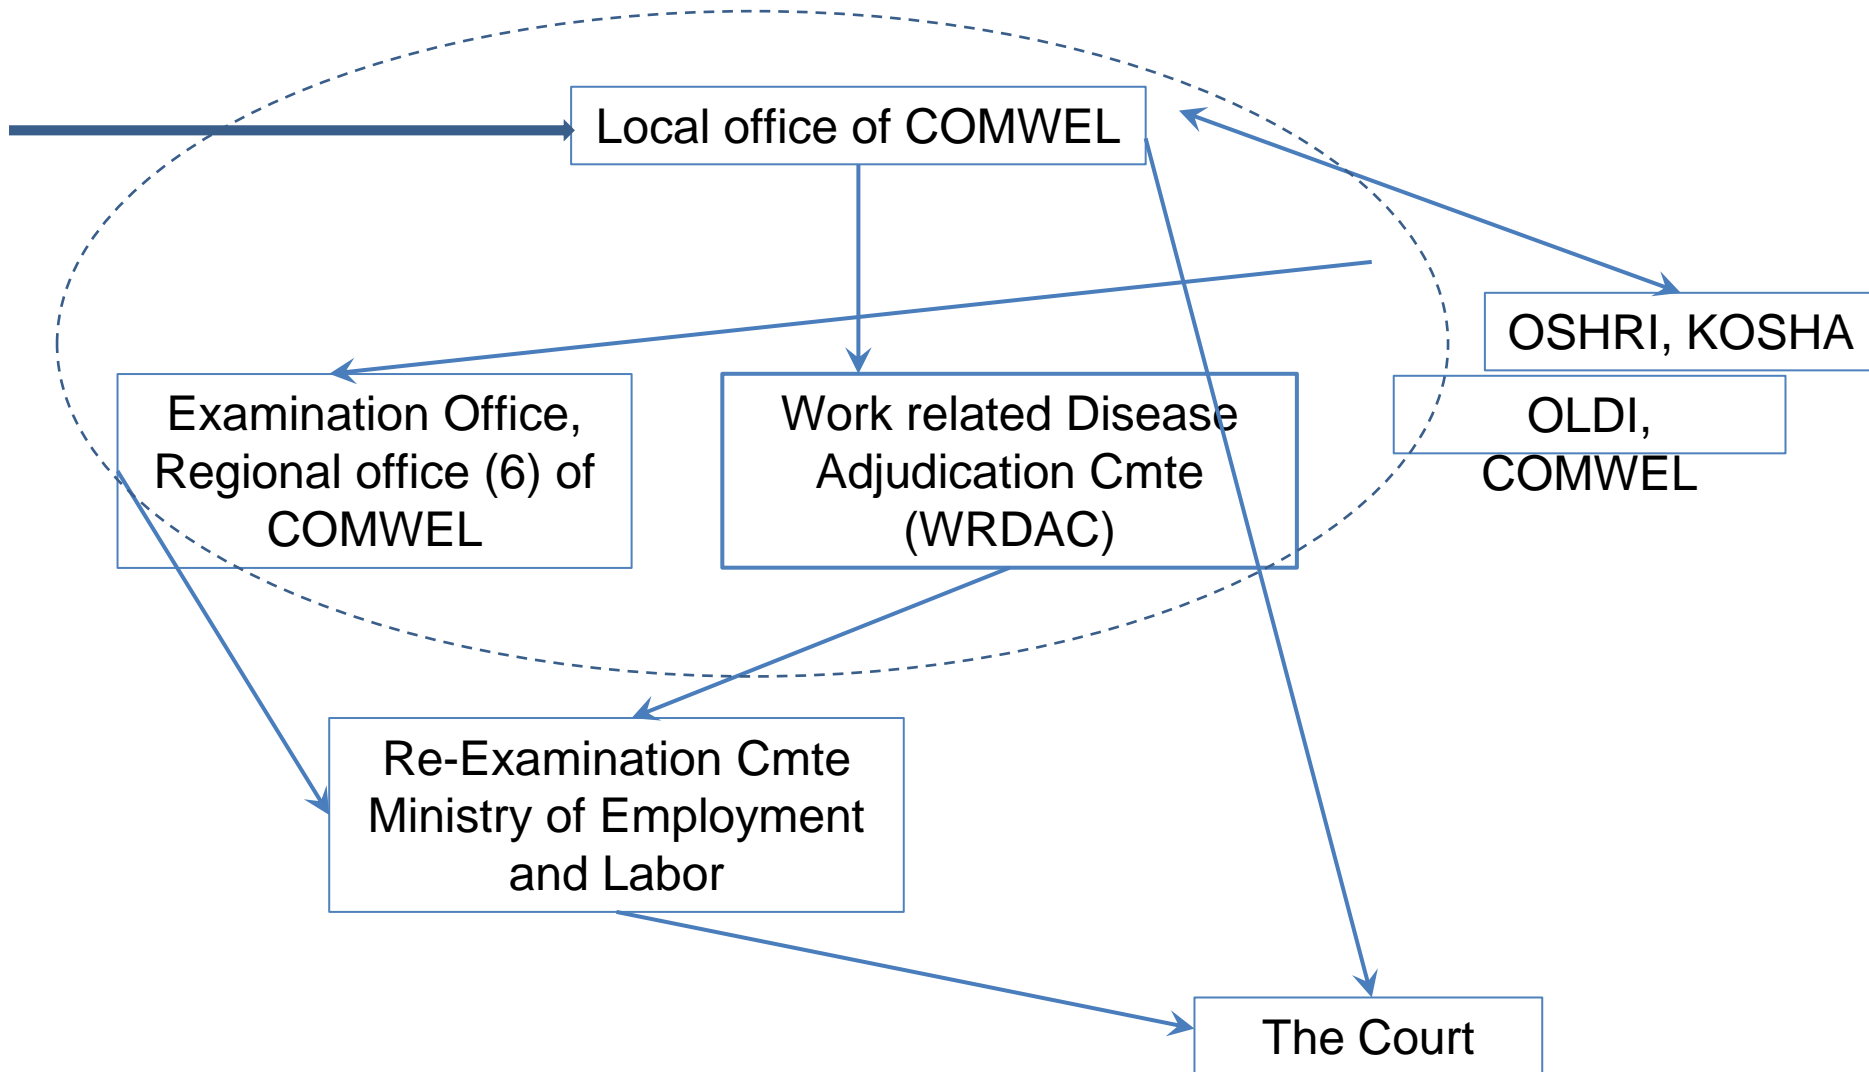 Local office of COMWEL
OSHRI, KOSHA
Examination Office,
Regional office (6) of
COMWEL
Work related Disease
Adjudication Cmte
(WRDAC)
OLDI,
COMWEL
Re-Examination Cmte
Ministry of Employment
and Labor
The Court